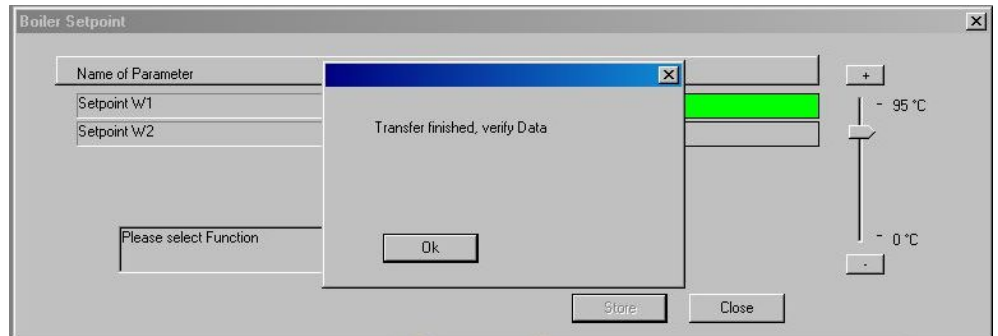 Boiler Setpoint
Name of Parameter
+
Setpoint W1
95 °C
Setpoint W2
Transfer finished, verify Data
Please select Function
Ok
0 °C
-
Store
Close